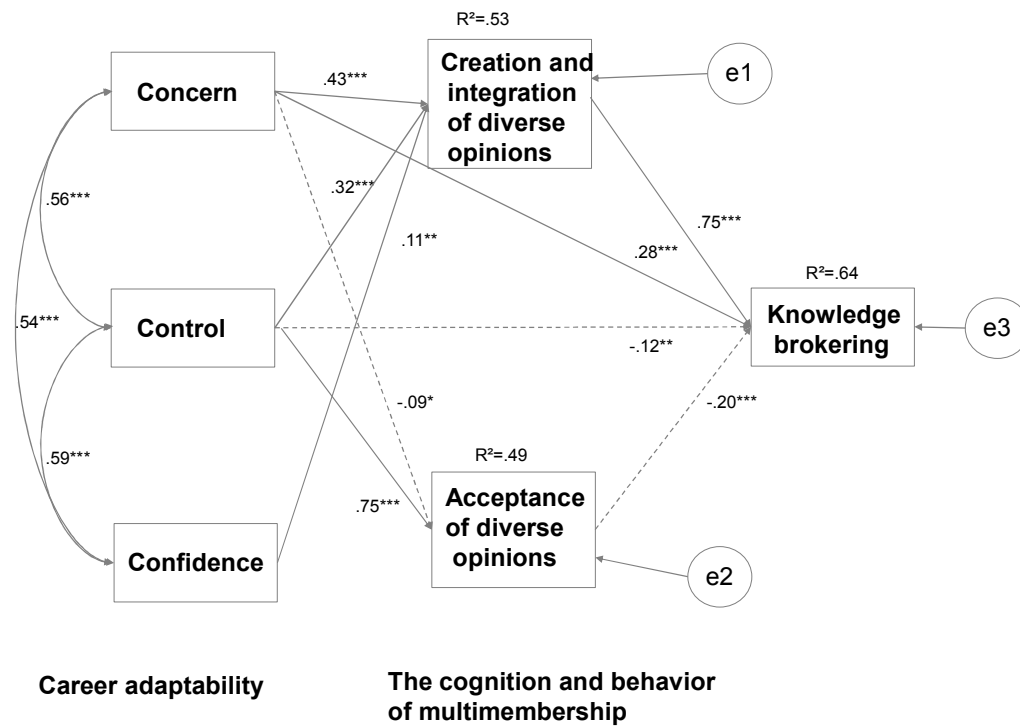 R²=.53
Concern
.43***
Creation and
integration
of diverse
opinions
e1
.56***
.32***
.11**
.75***
.28***
R²=.64
.54***
Control
-.12**
Knowledge
brokering
e3
-.09*
-.20***
.59***
R²=.49
.75***
Acceptance
of diverse
opinions
Confidence
e2
Career adaptability
The cognition and behavior
of multimembership